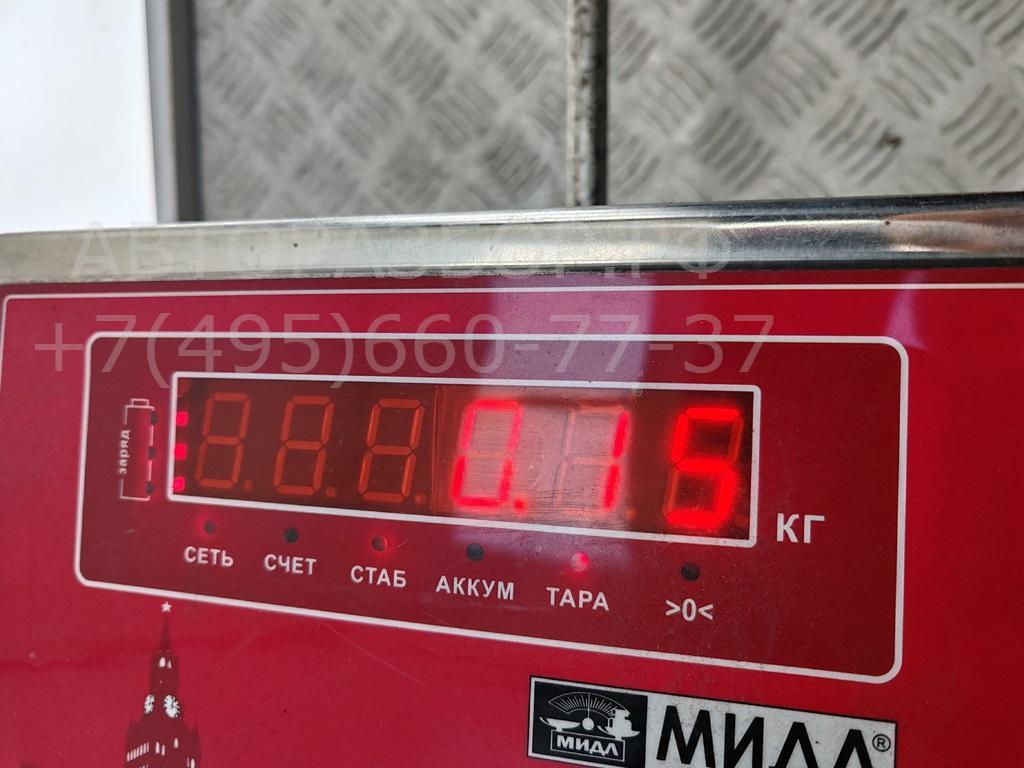 АВТОРАЗБОР.РФ
+7(495)660-77-37
заряд
0.15
КГ
СЕТЬ СЧЕТ СТАБ АККУМ ТАРА >0<
МИДЛ МИДЛ®